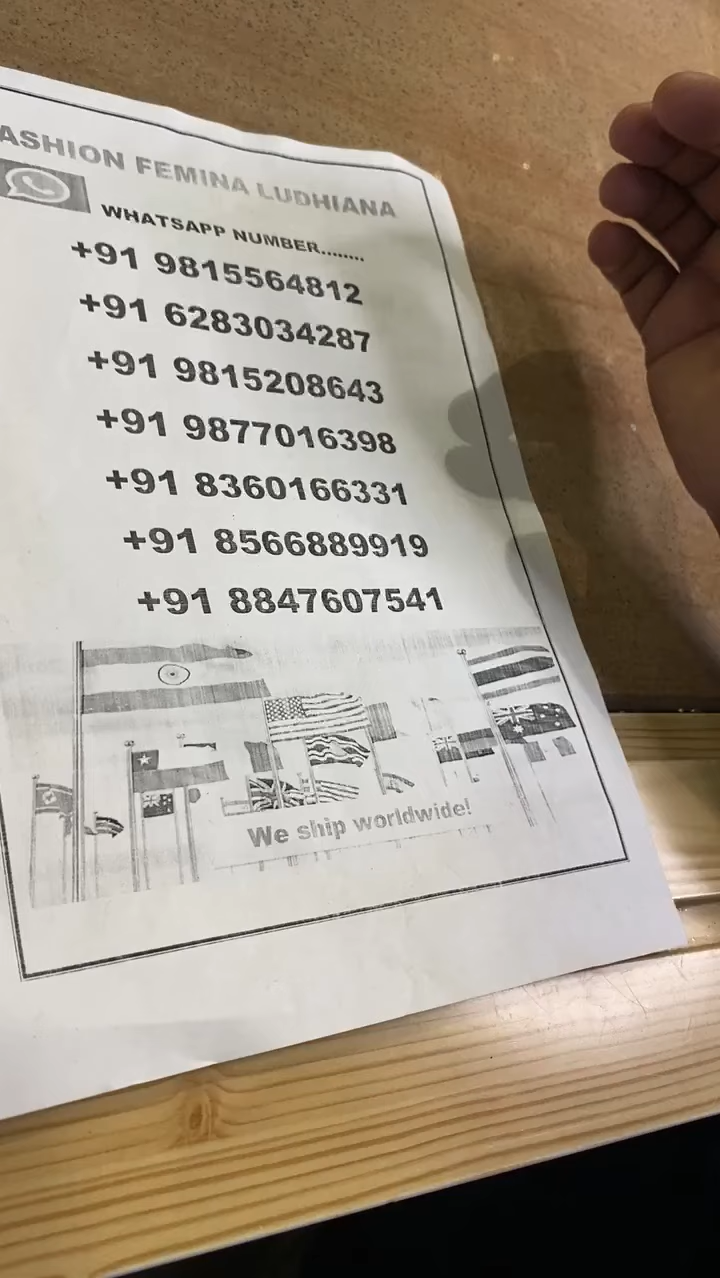 ASHION FEMINA LUDHIANA
WHATSAPP NUMBER........
+91 9815564812
+91 6283034287
+91 9815208643
+91 9877016398
+91 8360166331
+91 8566889919
+91 8847607541
We ship worldwide!